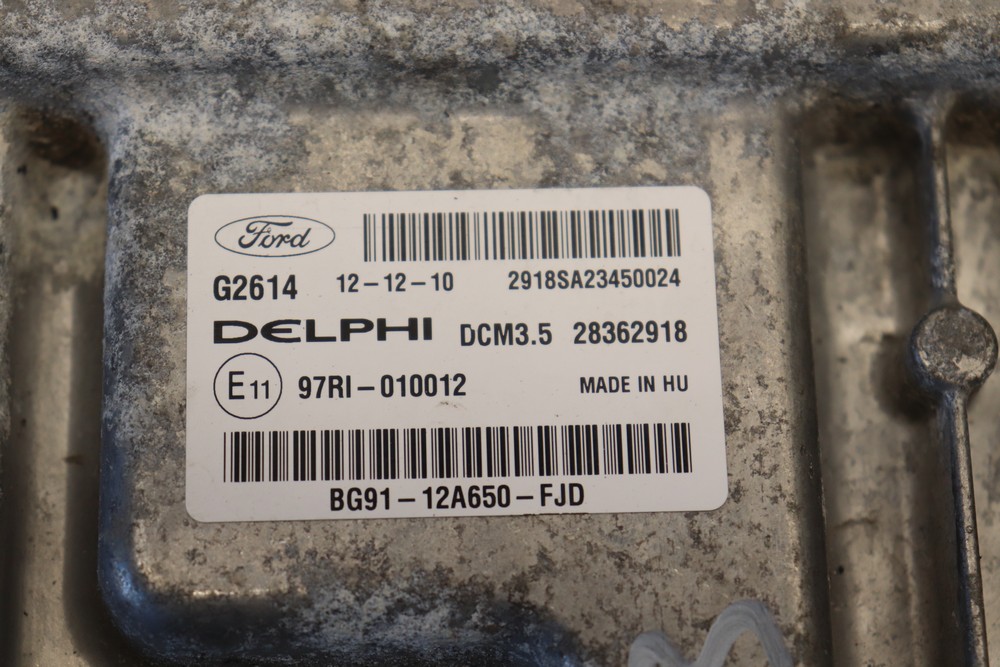 Ford
G2614 12-12-10 2918SA23450024
DELPHI DCM3.5 28362918
E11 97RI-010012 MADE IN HU
BG91-12A650-FJD